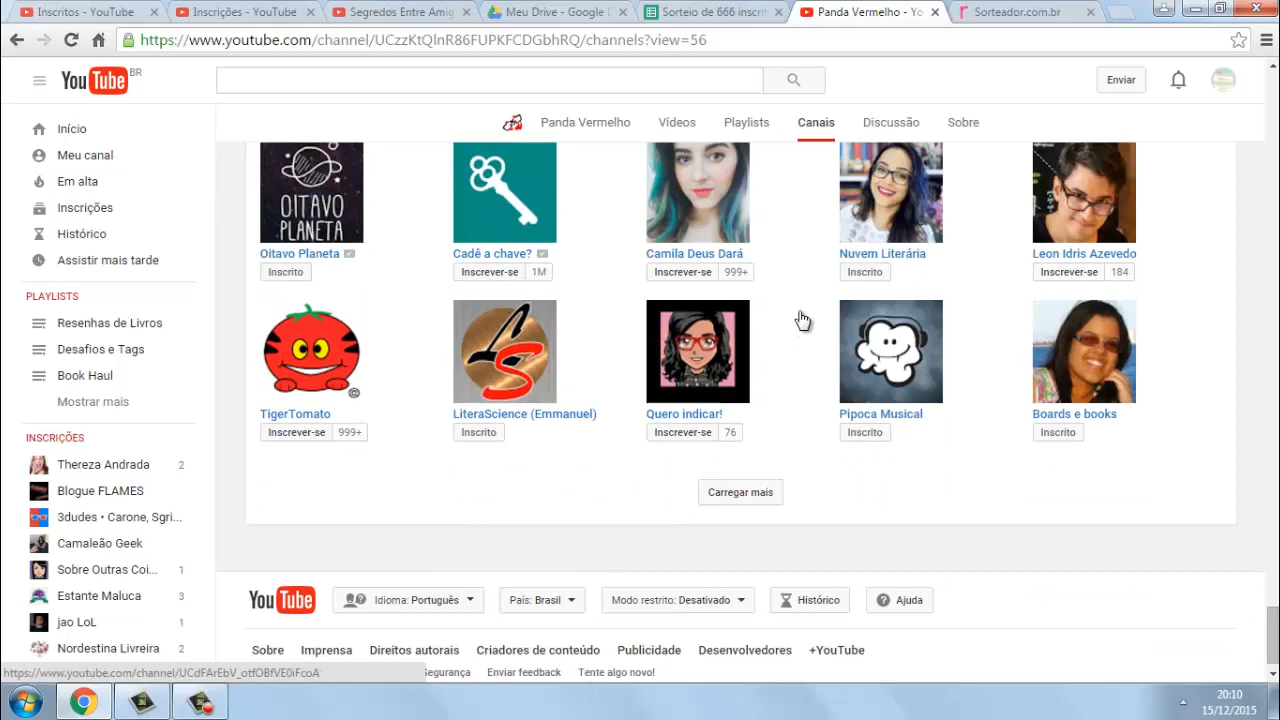 Inscritos - YouTube
Inscrições - YouTube
Segredos Entre Amig
Meu Drive - Google D
Sorteio de 666 inscrit
Panda Vermelho - Yo
Sorteador.com.br
https://www.youtube.com/channel/UCzzKtQlnR86FUPKFCDGbhRQ/channels?view=56
YouTube BR
Enviar
Panda Vermelho
Vídeos
Playlists
Canais
Discussão
Sobre
Início
Meu canal
Em alta
Inscrições
Histórico
Assistir mais tarde
PLAYLISTS
Resenhas de Livros
Desafios e Tags
Book Haul
Mostrar mais
INSCRIÇÕES
Thereza Andrada 2
Blogue FLAMES
3dudes • Carone, Sgri...
Camaleão Geek
Sobre Outras Coi... 1
Estante Maluca 3
jao LoL 1
Nordestina Livreira 2
OITAVO
PLANETA
Oitavo Planeta
Cadê a chave?
Camila Deus Dará
Nuvem Literária
Leon Idris Azevedo
Inscrito
Inscrever-se 1M
Inscrever-se 999+
Inscrito
Inscrever-se 184
LS
TigerTomato
LiteraScience (Emmanuel)
Quero indicar!
Pipoca Musical
Boards e books
Inscrever-se 999+
Inscrito
Inscrever-se 76
Inscrito
Inscrito
Carregar mais
YouTube
Idioma: Português
País: Brasil
Modo restrito: Desativado
Histórico
Ajuda
Sobre
Imprensa
Direitos autorais
Criadores de conteúdo
Publicidade
Desenvolvedores
+YouTube
Segurança
Enviar feedback
Tente algo novo!
20:10
15/12/2015